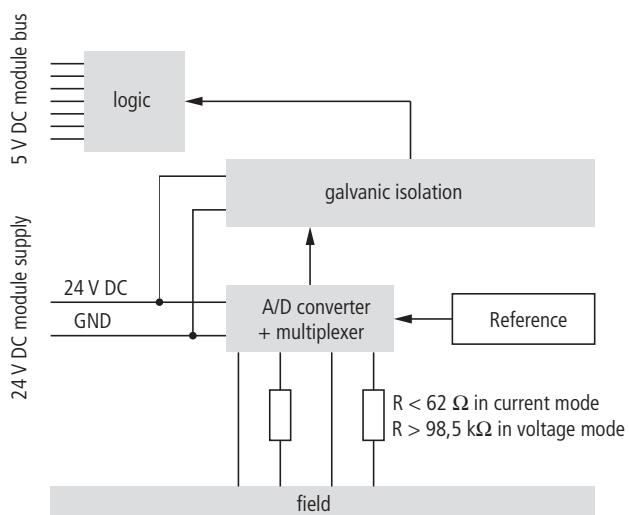 5 V DC module bus
logic
galvanic isolation
24 V DC module supply
24 V DC
GND
A/D converter
+ multiplexer
Reference
R < 62 Ω in current mode
R > 98,5 kΩ in voltage mode
field